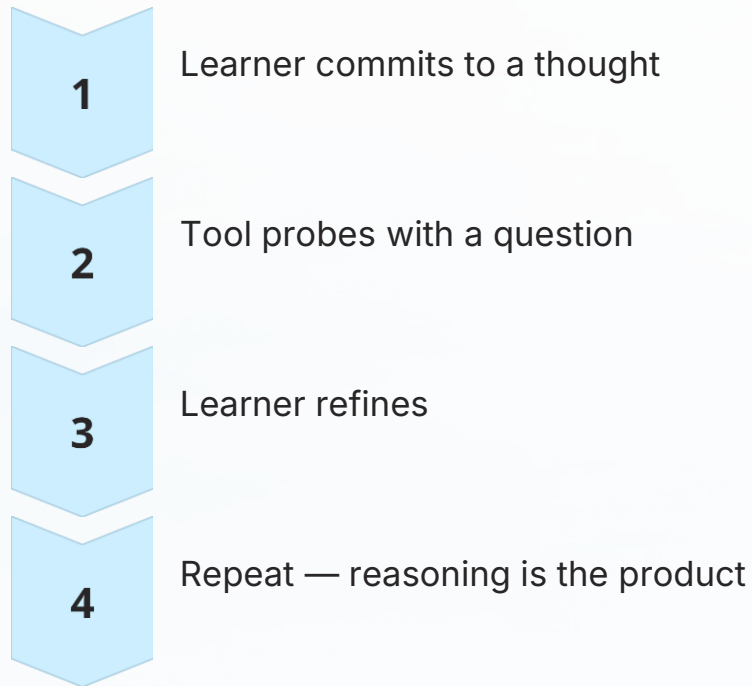 1
Learner commits to a thought
2
Tool probes with a question
3
Learner refines
4
Repeat — reasoning is the product